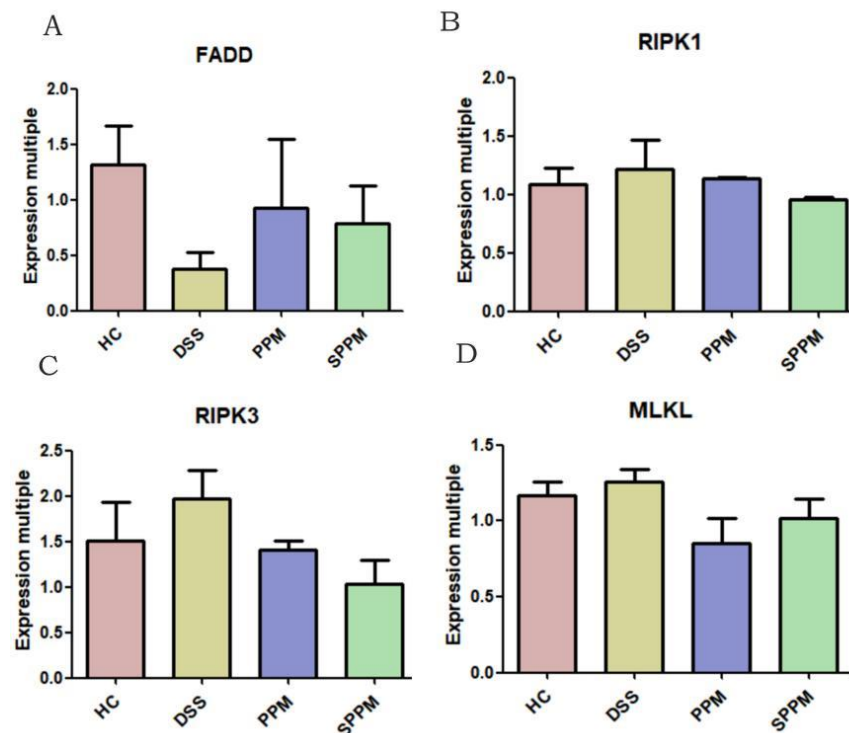 A
FADD
Expression multiple
2.0
1.5
1.0
0.5
0.0
HC
DSS
PPM
SPPM
B
RIPK1
Expression multiple
2.0
1.5
1.0
0.5
0.0
HC
DSS
PPM
SPPM
C
RIPK3
Expression multiple
2.5
2.0
1.5
1.0
0.5
0.0
HC
DSS
PPM
SPPM
D
MLKL
Expression multiple
1.5
1.0
0.5
0.0
HC
DSS
PPM
SPPM